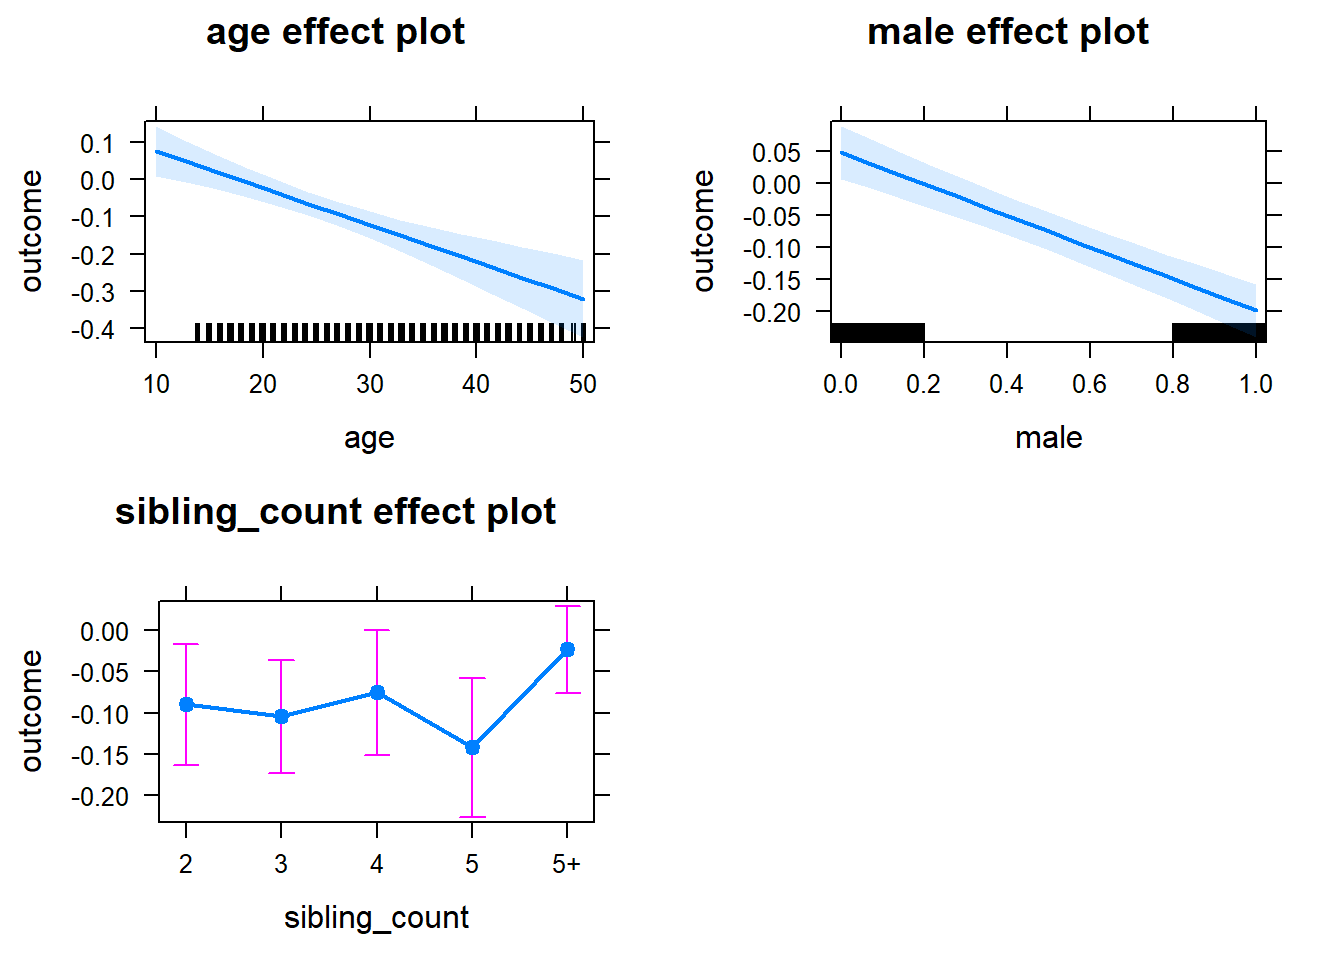 age effect plot
outcome
0.1
0.0
-0.1
-0.2
-0.3
-0.4
10 20 30 40 50
age
male effect plot
outcome
0.05
0.00
-0.05
-0.10
-0.15
-0.20
0.0 0.2 0.4 0.6 0.8 1.0
male
sibling_count effect plot
outcome
0.00
-0.05
-0.10
-0.15
-0.20
2 3 4 5 5+
sibling_count